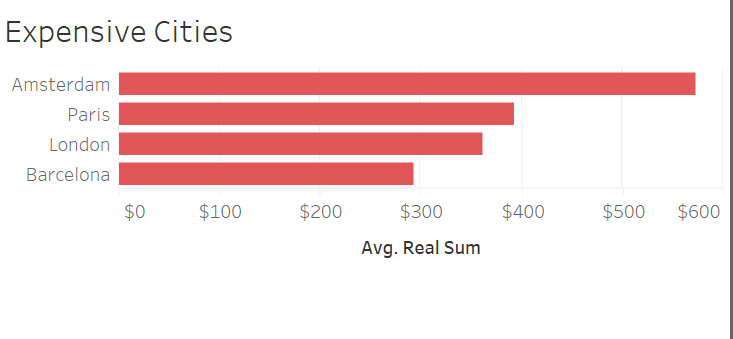 Expensive Cities
Amsterdam
Paris
London
Barcelona
$0 $100 $200 $300 $400 $500 $600
Avg. Real Sum